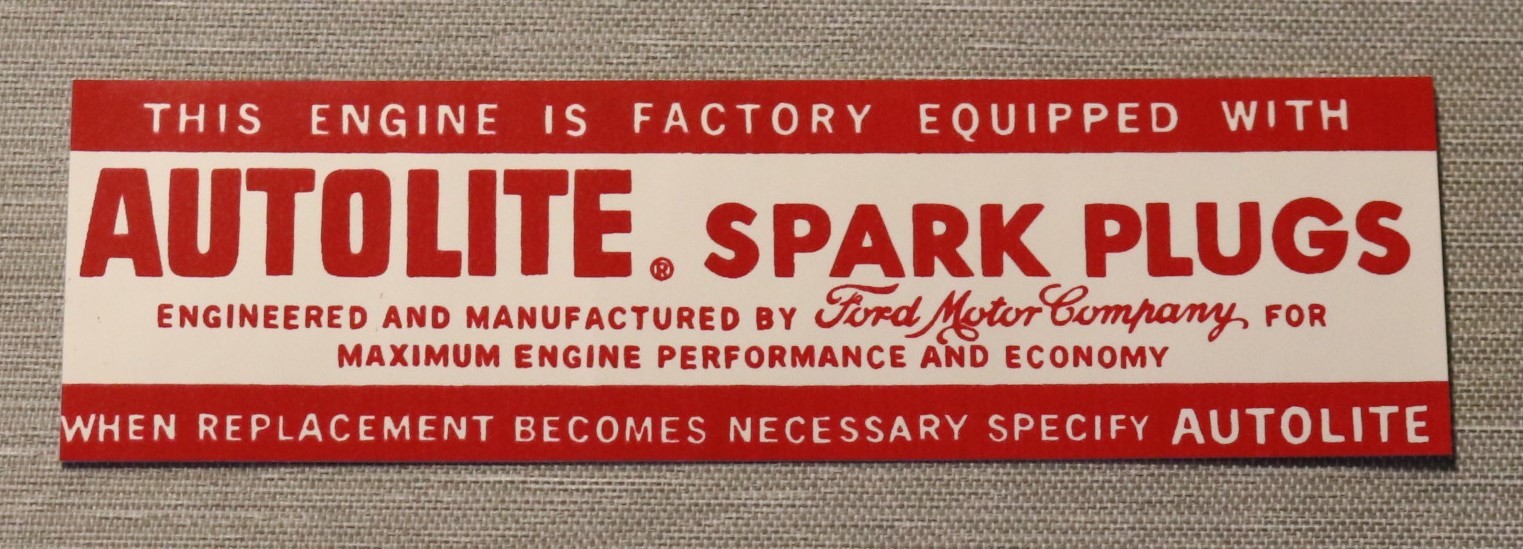 THIS ENGINE IS FACTORY EQUIPPED WITH
AUTOLITE® SPARK PLUGS
ENGINEERED AND MANUFACTURED BY Ford Motor Company FOR
MAXIMUM ENGINE PERFORMANCE AND ECONOMY
WHEN REPLACEMENT BECOMES NECESSARY SPECIFY AUTOLITE